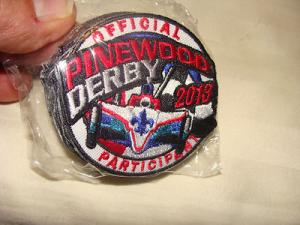 OFFICIAL
PINEWOOD
DERBY
2013
PARTICIPANT